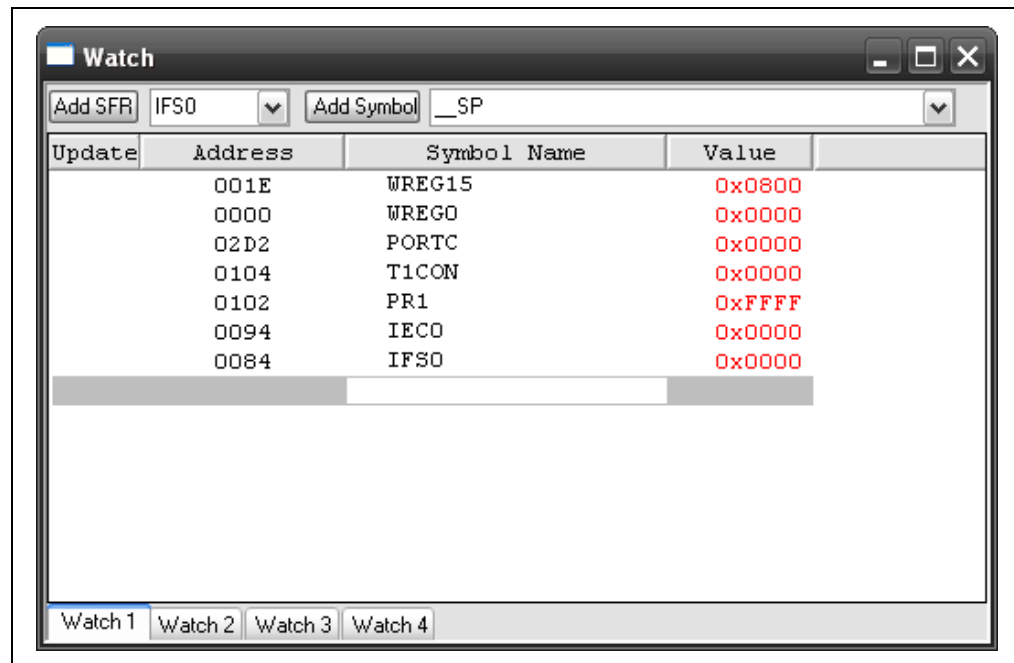 Watch
Add SFR IFS0 Add Symbol __SP
Update Address Symbol Name Value
001E WREG15 0x0800
0000 WREG0 0x0000
02D2 PORTC 0x0000
0104 T1CON 0x0000
0102 PR1 0xFFFF
0094 IEC0 0x0000
0084 IFS0 0x0000
Watch 1 Watch 2 Watch 3 Watch 4